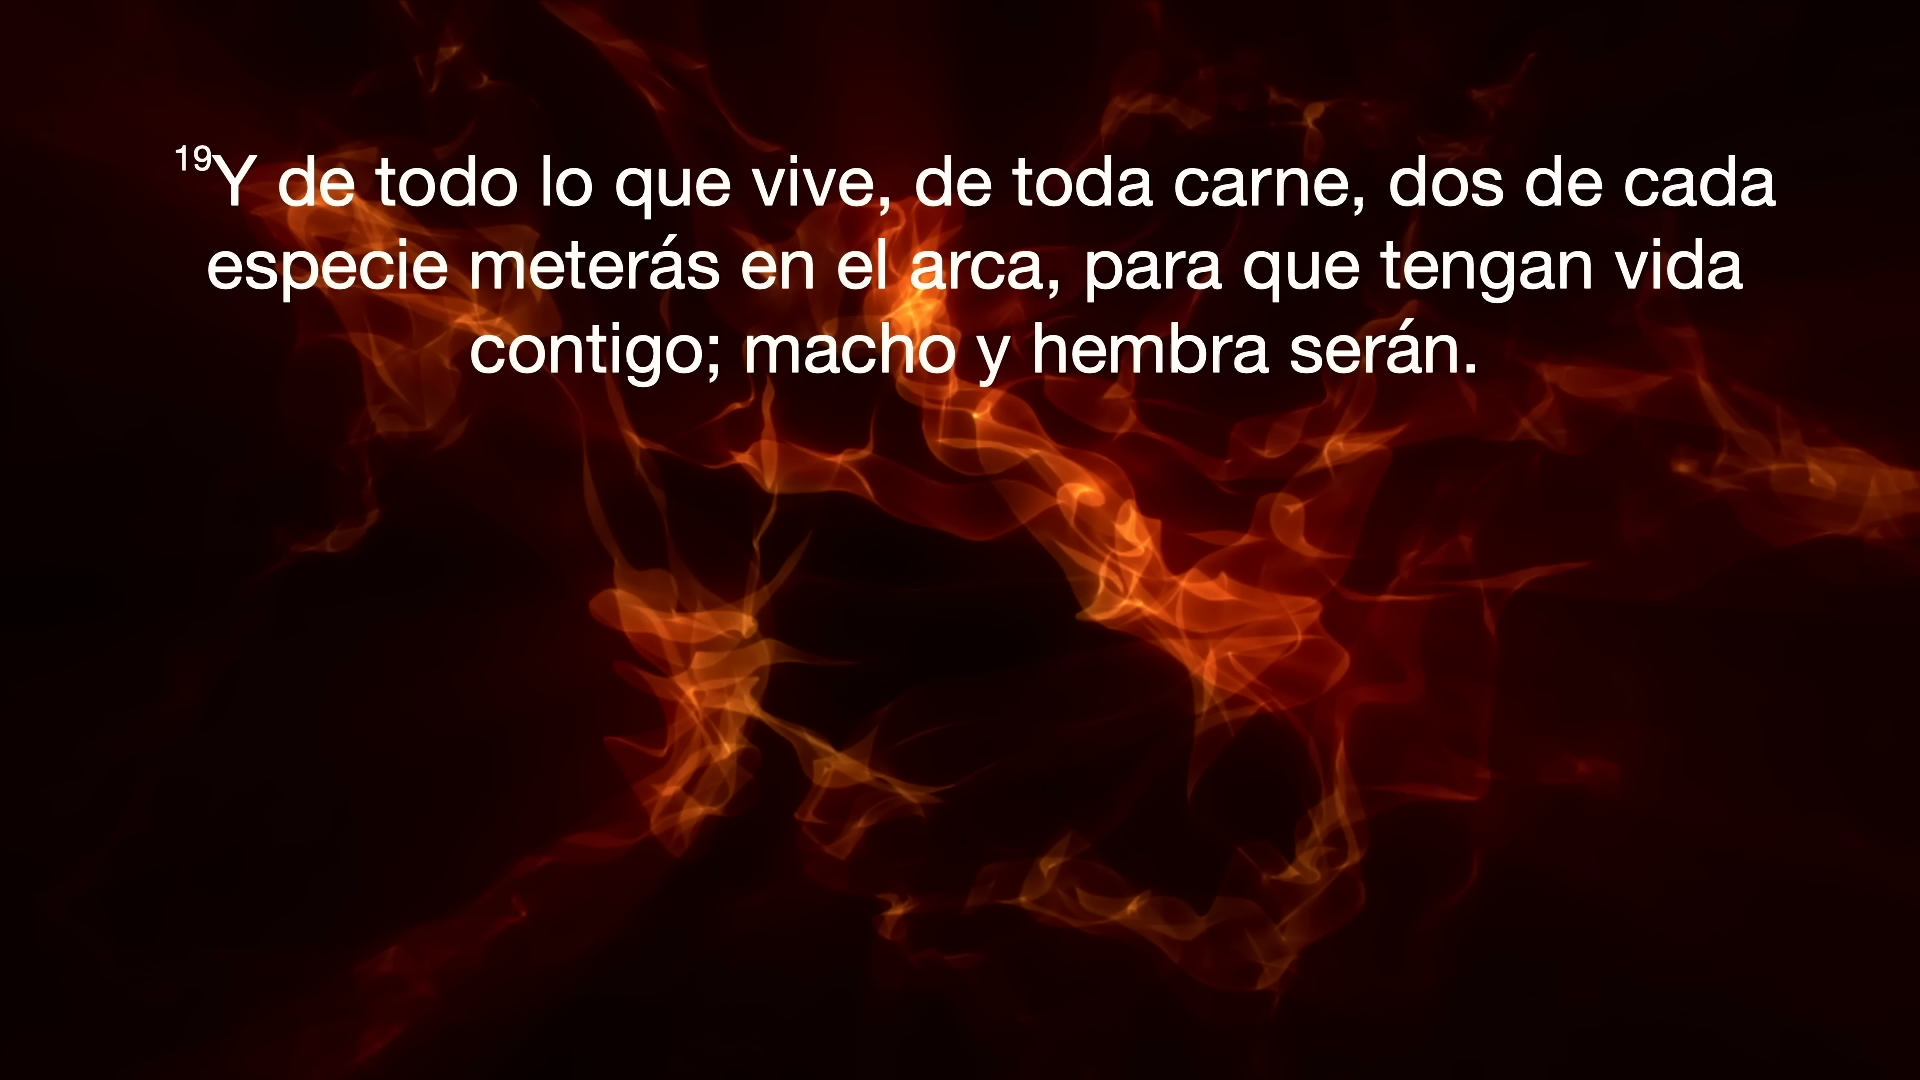 19Y de todo lo que vive, de toda carne, dos de cada
especie meterás en el arca, para que tengan vida
contigo; macho y hembra serán.